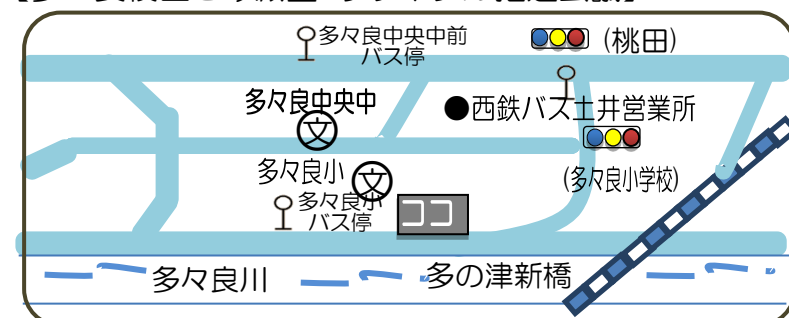 多々良中央中前
バス停
(桃田)
多々良中央中
文
●西鉄バス土井営業所
多々良小
文
(多々良小学校)
多々良小
バス停
ココ
多々良川
多の津新橋